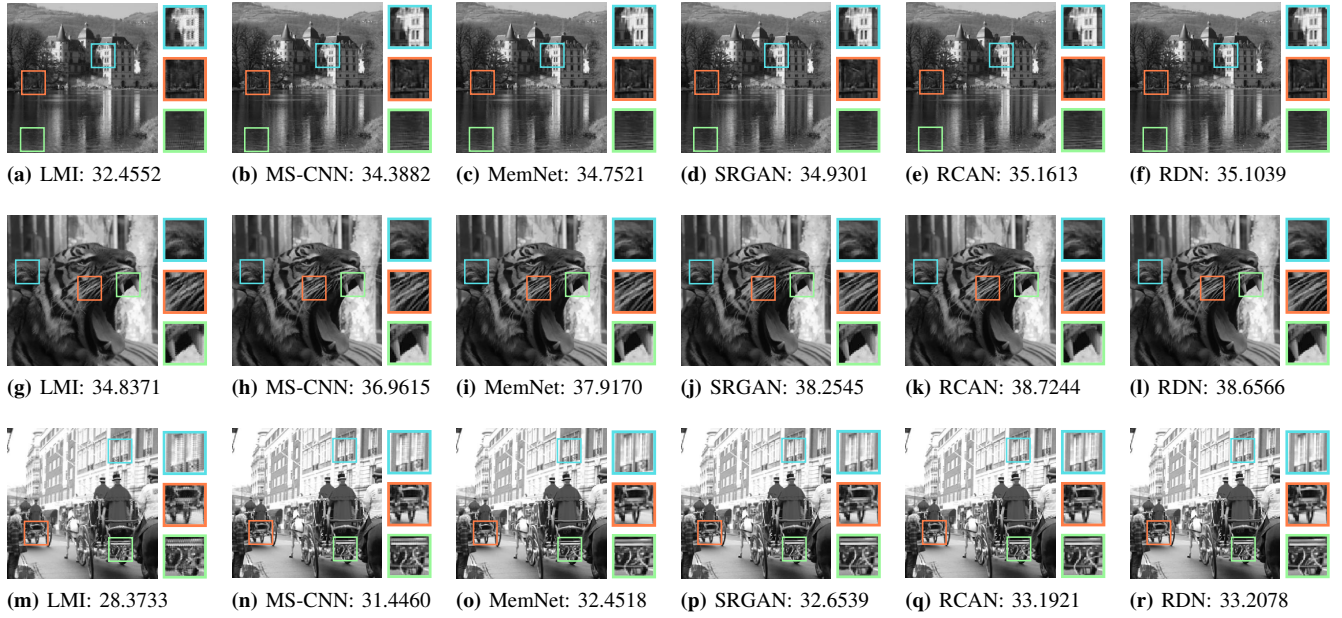 (a) LMI: 32.4552 (b) MS-CNN: 34.3882 (c) MemNet: 34.7521 (d) SRGAN: 34.9301 (e) RCAN: 35.1613 (f) RDN: 35.1039
(g) LMI: 34.8371 (h) MS-CNN: 36.9615 (i) MemNet: 37.9170 (j) SRGAN: 38.2545 (k) RCAN: 38.7244 (l) RDN: 38.6566
(m) LMI: 28.3733 (n) MS-CNN: 31.4460 (o) MemNet: 32.4518 (p) SRGAN: 32.6539 (q) RCAN: 33.1921 (r) RDN: 33.2078